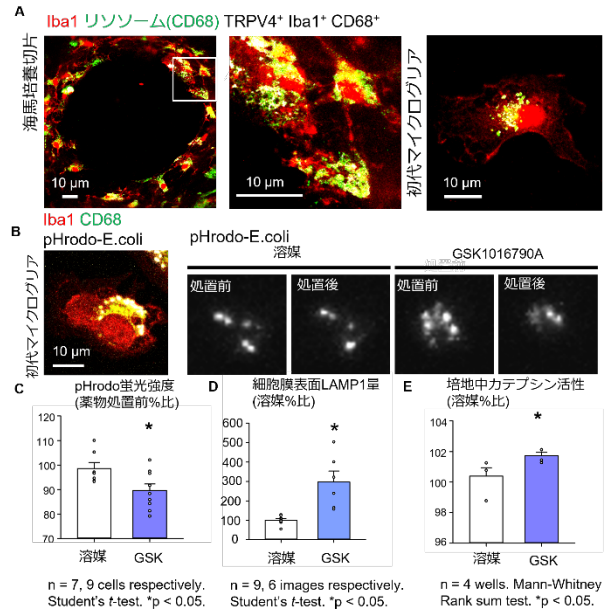 A
Iba1 リソソーム(CD68) TRPV4⁺ Iba1⁺ CD68⁺
海馬培養切片
10 µm
10 µm
初代マイクログリア
10 µm
B
Iba1 CD68
pHrodo-E.coli
初代マイクログリア
10 µm
pHrodo-E.coli
溶媒
GSK1016790A
処置前
処置後
処置前
処置後
C
pHrodo蛍光強度
(薬物処置前%比)
110
100
90
80
70
*
溶媒
GSK
n = 7, 9 cells respectively.
Student's t-test. *p < 0.05.
D
細胞膜表面LAMP1量
(溶媒%比)
600
500
400
300
200
100
0
*
溶媒
GSK
n = 9, 6 images respectively.
Student's t-test. *p < 0.05.
E
培地中カテプシン活性
(溶媒%比)
104
102
100
98
96
*
溶媒
GSK
n = 4 wells. Mann-Whitney
Rank sum test. *p < 0.05.